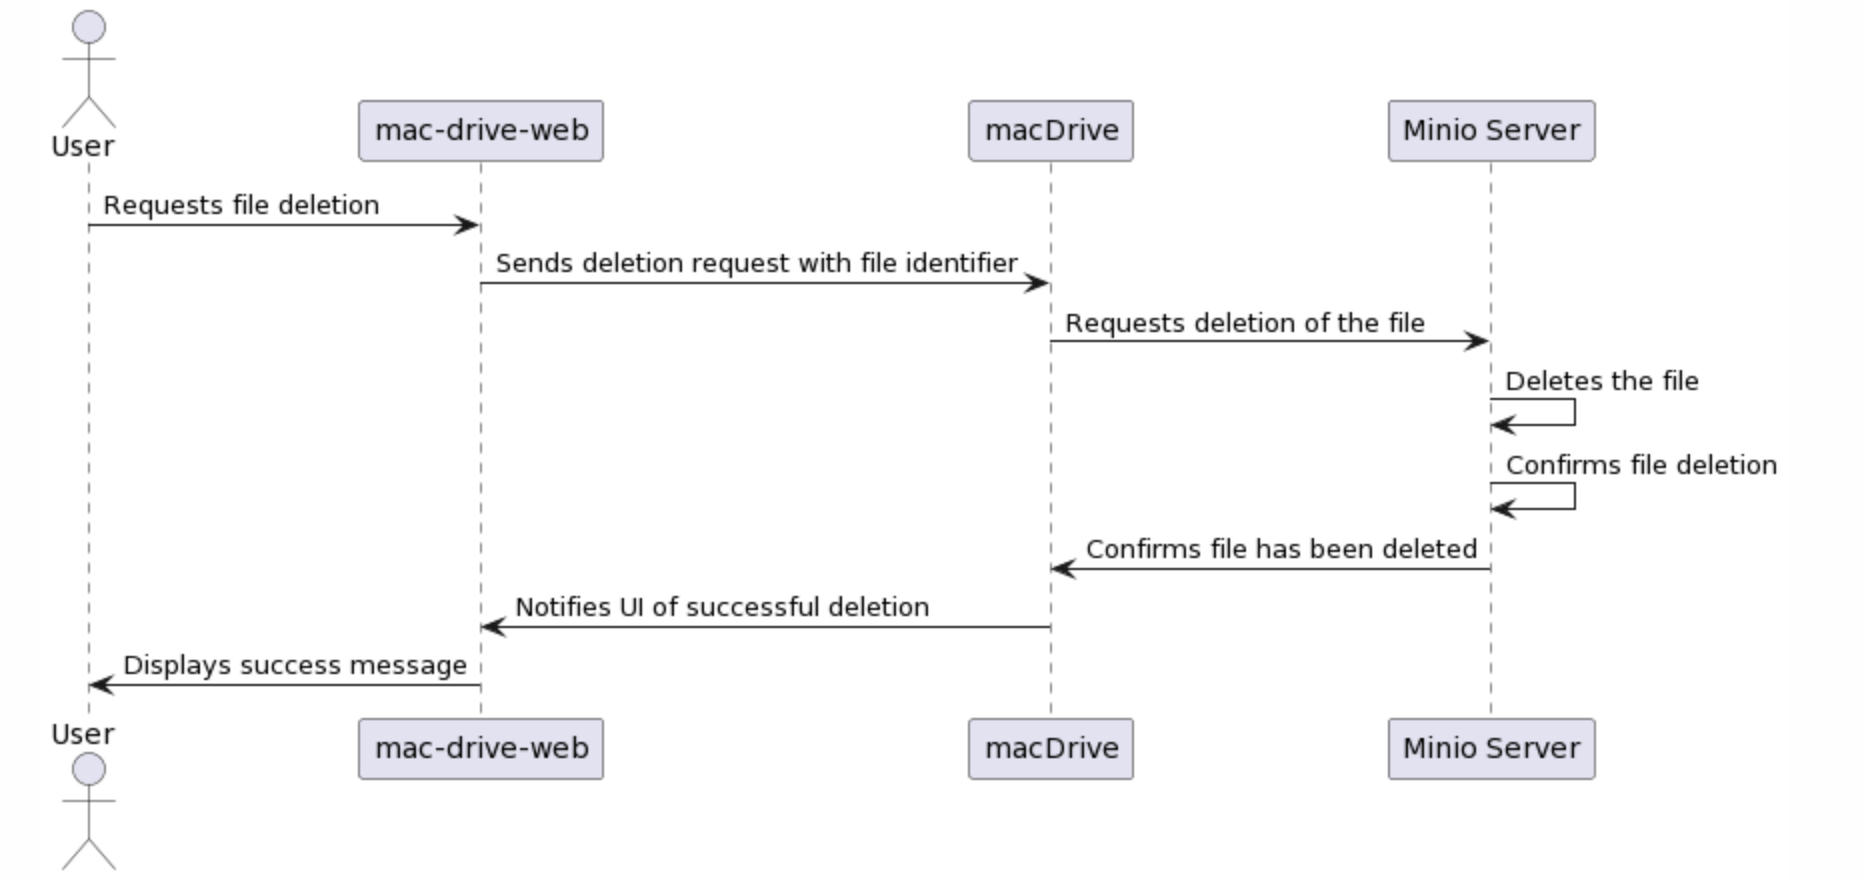 User
mac-drive-web
macDrive
Minio Server
Requests file deletion
Sends deletion request with file identifier
Requests deletion of the file
Deletes the file
Confirms file deletion
Confirms file has been deleted
Notifies UI of successful deletion
Displays success message
User
mac-drive-web
macDrive
Minio Server